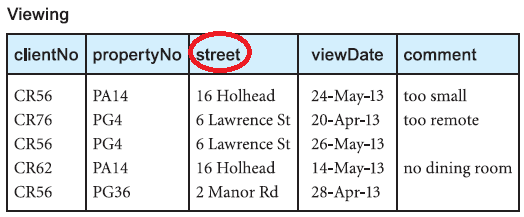 Viewing
clientNo propertyNo street viewDate comment
CR56 PA14 16 Holhead 24-May-13 too small
CR76 PG4 6 Lawrence St 20-Apr-13 too remote
CR56 PG4 6 Lawrence St 26-May-13
CR62 PA14 16 Holhead 14-May-13 no dining room
CR56 PG36 2 Manor Rd 28-Apr-13